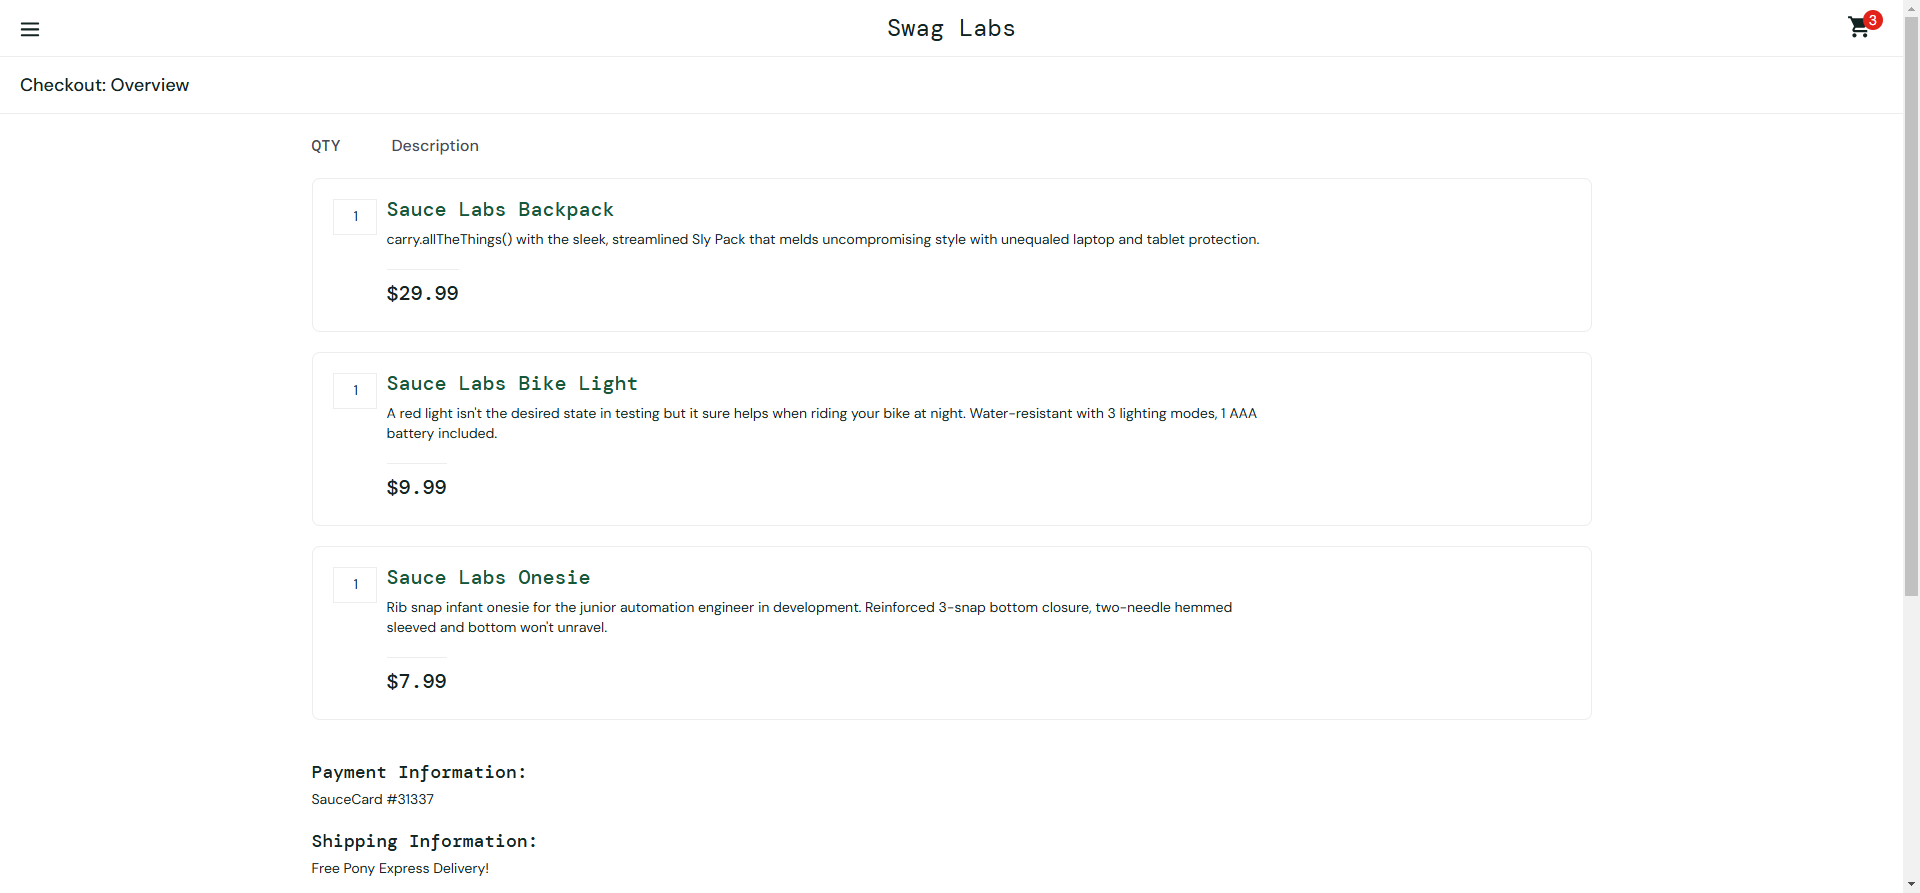 Swag Labs
3
Checkout: Overview
QTY Description
1
Sauce Labs Backpack
carry.allTheThings() with the sleek, streamlined Sly Pack that melds uncompromising style with unequaled laptop and tablet protection.
$29.99
1
Sauce Labs Bike Light
A red light isn't the desired state in testing but it sure helps when riding your bike at night. Water-resistant with 3 lighting modes, 1 AAA
battery included.
$9.99
1
Sauce Labs Onesie
Rib snap infant onesie for the junior automation engineer in development. Reinforced 3-snap bottom closure, two-needle hemmed
sleeved and bottom won't unravel.
$7.99
Payment Information:
SauceCard #31337
Shipping Information:
Free Pony Express Delivery!